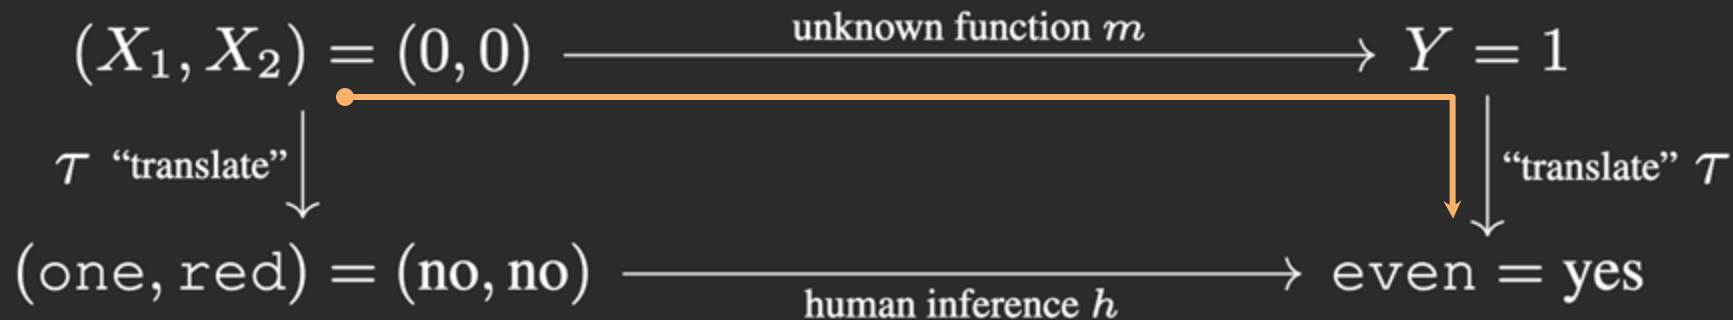 unknown function m
(X₁, X₂) = (0, 0) ⟶ Y = 1
τ “translate” “translate” τ
(one, red) = (no, no) ⟶ even = yes
human inference h